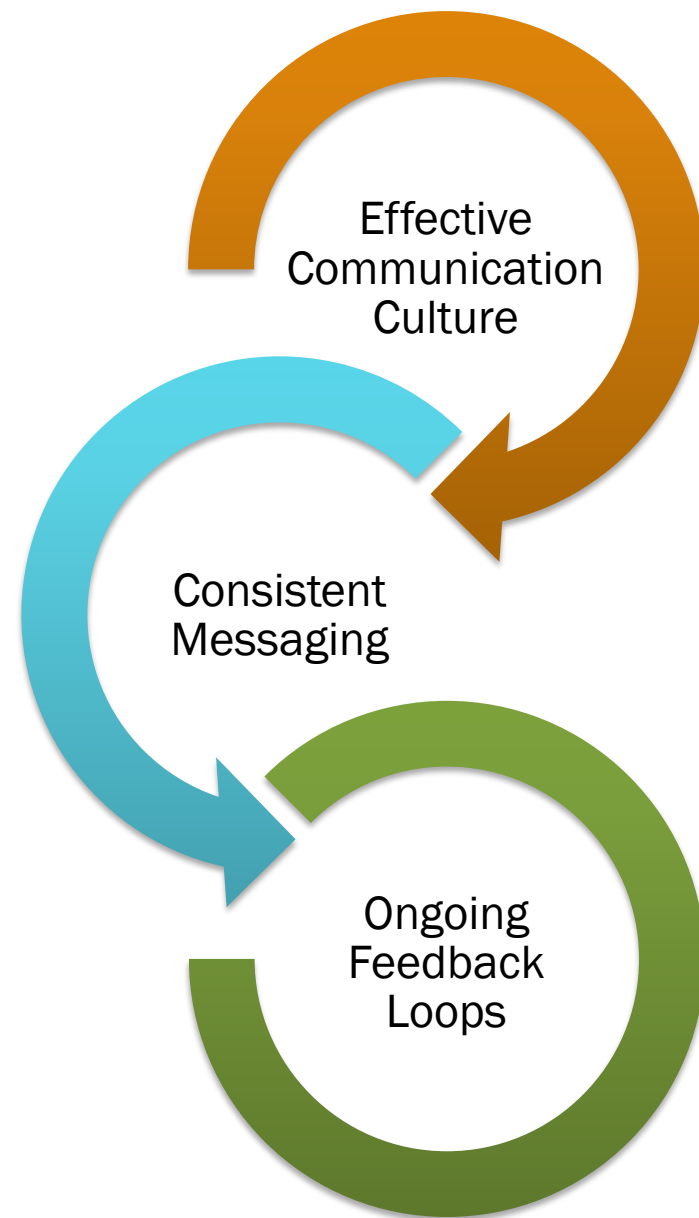 Effective
Communication
Culture
Consistent
Messaging
Ongoing
Feedback
Loops